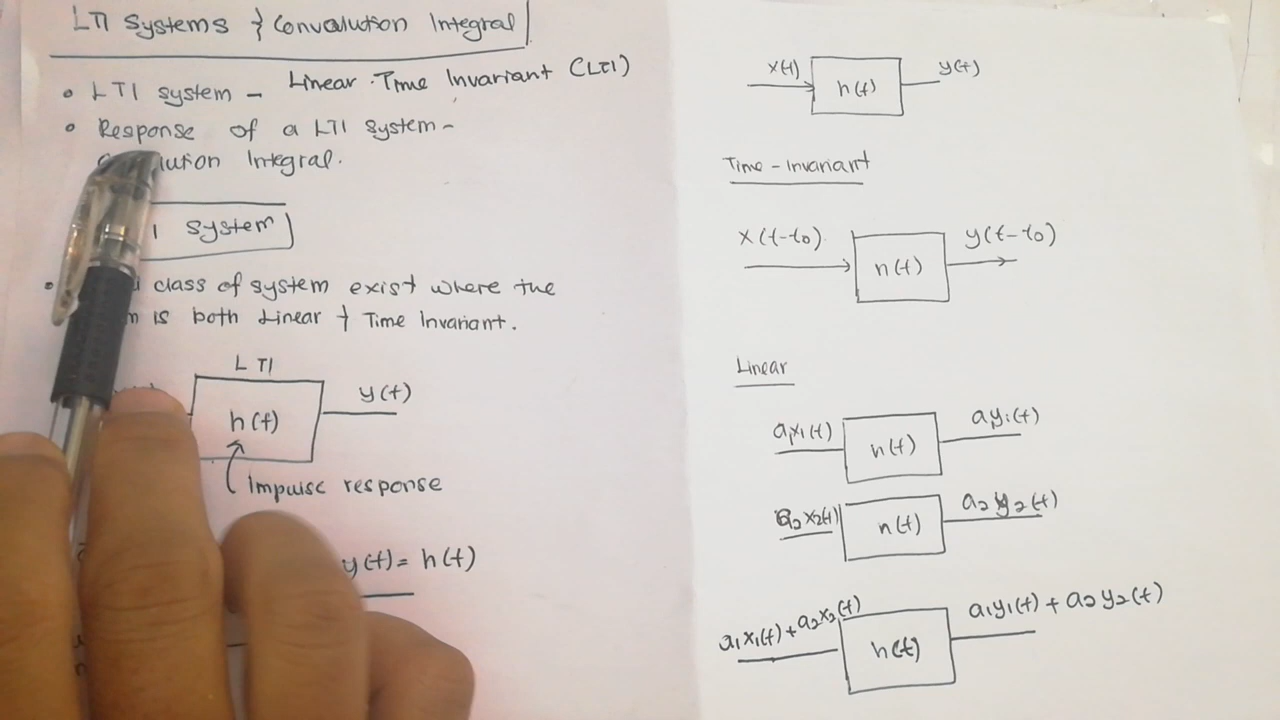 LTI Systems & Convolution Integral
• LTI system - Linear Time Invariant (LTI)
• Response of a LTI System -
Integral.
System
class of system exist where the
is both Linear & Time Invariant.
LTI
h(t)
y(t)
Impulse response
y(t) = h(t)
x(t)
h(t)
y(t)
Time - Invariant
x(t-t0)
h(t)
y(t-t0)
Linear
a1x1(t)
h(t)
ay1(t)
a2x2(t)
h(t)
a2y2(t)
a1x1(t)+a2x2(t)
h(t)
a1y1(t) + a2y2(t)